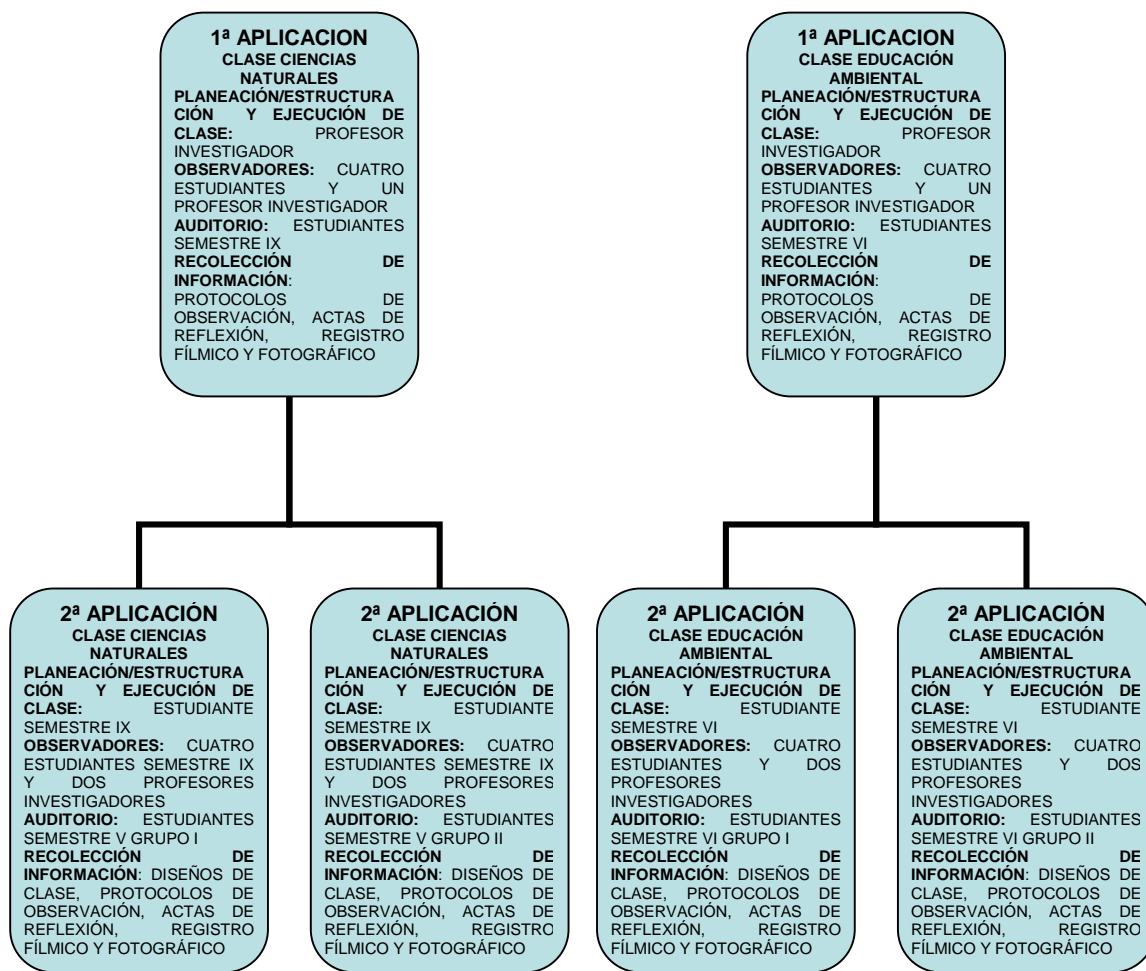 1ª APLICACION
CLASE CIENCIAS
NATURALES
PLANEACIÓN/ESTRUCTURA
CIÓN Y EJECUCIÓN DE
CLASE: PROFESOR
INVESTIGADOR
OBSERVADORES: CUATRO
ESTUDIANTES Y UN
PROFESOR INVESTIGADOR
AUDITORIO: ESTUDIANTES
SEMESTRE IX
RECOLECCIÓN DE
INFORMACIÓN:
PROTOCOLOS DE
OBSERVACIÓN, ACTAS DE
REFLEXIÓN, REGISTRO
FÍLMICO Y FOTOGRÁFICO
1ª APLICACION
CLASE EDUCACIÓN
AMBIENTAL
PLANEACIÓN/ESTRUCTURA
CIÓN Y EJECUCIÓN DE
CLASE: PROFESOR
INVESTIGADOR
OBSERVADORES: CUATRO
ESTUDIANTES Y UN
PROFESOR INVESTIGADOR
AUDITORIO: ESTUDIANTES
SEMESTRE VI
RECOLECCIÓN DE
INFORMACIÓN:
PROTOCOLOS DE
OBSERVACIÓN, ACTAS DE
REFLEXIÓN, REGISTRO
FÍLMICO Y FOTOGRÁFICO
2ª APLICACIÓN
CLASE CIENCIAS
NATURALES
PLANEACIÓN/ESTRUCTURA
CIÓN Y EJECUCIÓN DE
CLASE: ESTUDIANTE
SEMESTRE IX
OBSERVADORES: CUATRO
ESTUDIANTES SEMESTRE IX
Y DOS PROFESORES
INVESTIGADORES
AUDITORIO: ESTUDIANTES
SEMESTRE V GRUPO I
RECOLECCIÓN DE
INFORMACIÓN: DISEÑOS DE
CLASE, PROTOCOLOS DE
OBSERVACIÓN, ACTAS DE
REFLEXIÓN, REGISTRO
FÍLMICO Y FOTOGRÁFICO
2ª APLICACIÓN
CLASE CIENCIAS
NATURALES
PLANEACIÓN/ESTRUCTURA
CIÓN Y EJECUCIÓN DE
CLASE: ESTUDIANTE
SEMESTRE IX
OBSERVADORES: CUATRO
ESTUDIANTES SEMESTRE IX
Y DOS PROFESORES
INVESTIGADORES
AUDITORIO: ESTUDIANTES
SEMESTRE V GRUPO II
RECOLECCIÓN DE
INFORMACIÓN: DISEÑOS DE
CLASE, PROTOCOLOS DE
OBSERVACIÓN, ACTAS DE
REFLEXIÓN, REGISTRO
FÍLMICO Y FOTOGRÁFICO
2ª APLICACIÓN
CLASE EDUCACIÓN
AMBIENTAL
PLANEACIÓN/ESTRUCTURA
CIÓN Y EJECUCIÓN DE
CLASE: ESTUDIANTE
SEMESTRE VI
OBSERVADORES: CUATRO
ESTUDIANTES Y DOS
PROFESORES
INVESTIGADORES
AUDITORIO: ESTUDIANTES
SEMESTRE VI GRUPO I
RECOLECCIÓN DE
INFORMACIÓN: DISEÑOS DE
CLASE, PROTOCOLOS DE
OBSERVACIÓN, ACTAS DE
REFLEXIÓN, REGISTRO
FÍLMICO Y FOTOGRÁFICO
2ª APLICACIÓN
CLASE EDUCACIÓN
AMBIENTAL
PLANEACIÓN/ESTRUCTURA
CIÓN Y EJECUCIÓN DE
CLASE: ESTUDIANTE
SEMESTRE VI
OBSERVADORES: CUATRO
ESTUDIANTES Y DOS
PROFESORES
INVESTIGADORES
AUDITORIO: ESTUDIANTES
SEMESTRE VI GRUPO II
RECOLECCIÓN DE
INFORMACIÓN: DISEÑOS DE
CLASE, PROTOCOLOS DE
OBSERVACIÓN, ACTAS DE
REFLEXIÓN, REGISTRO
FÍLMICO Y FOTOGRÁFICO